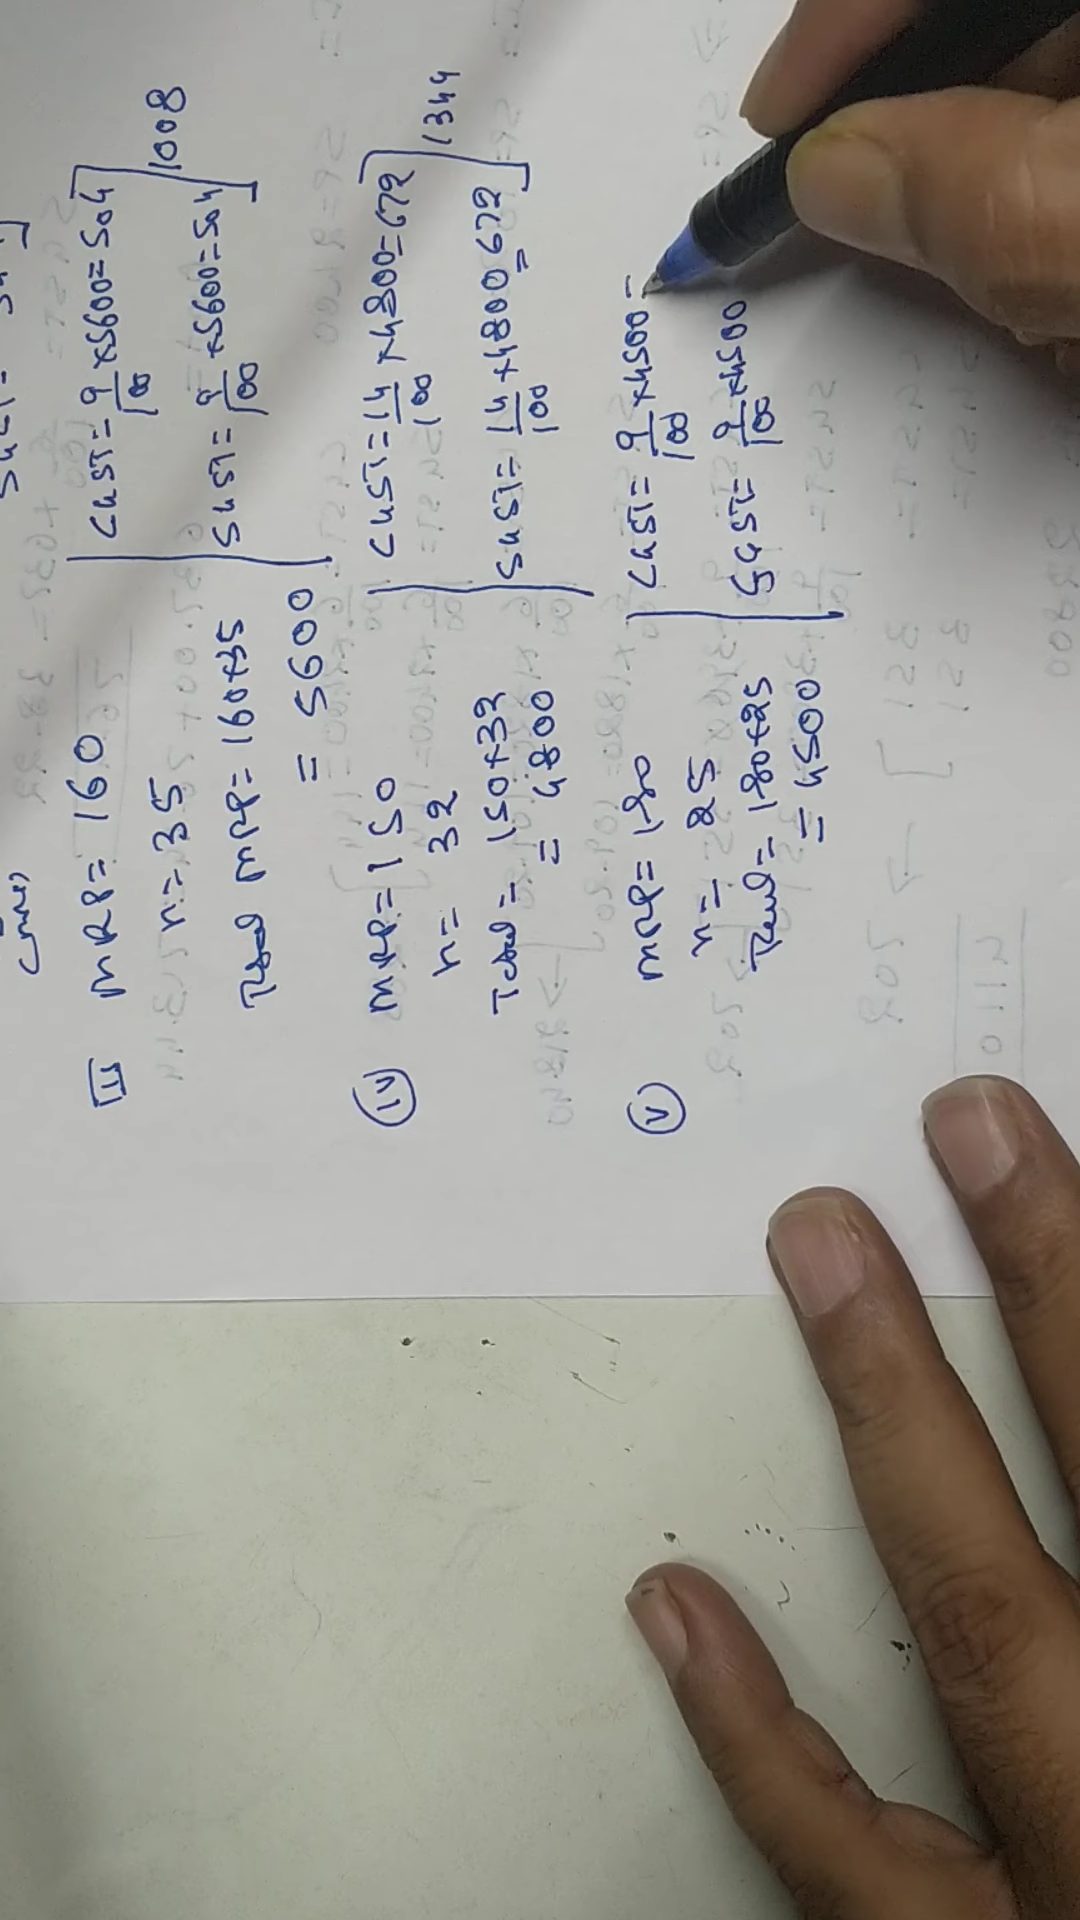 III MRP = 160
n = 35
Total MRP = 160×35
= 5600
CGST = 9/100 ×5600 = 504
SGST = 9/100 ×5600 = 504
1008
IV MRP = 150
n = 32
Total = 150×32
= 4800
CGST = 14/100 ×4800 = 672
SGST = 14/100 ×4800 = 672
1344
V MRP = 180
n = 25
Total = 180×25
= 4500
CGST = 9/100 ×4500 =
SGST = 9/100 ×4500